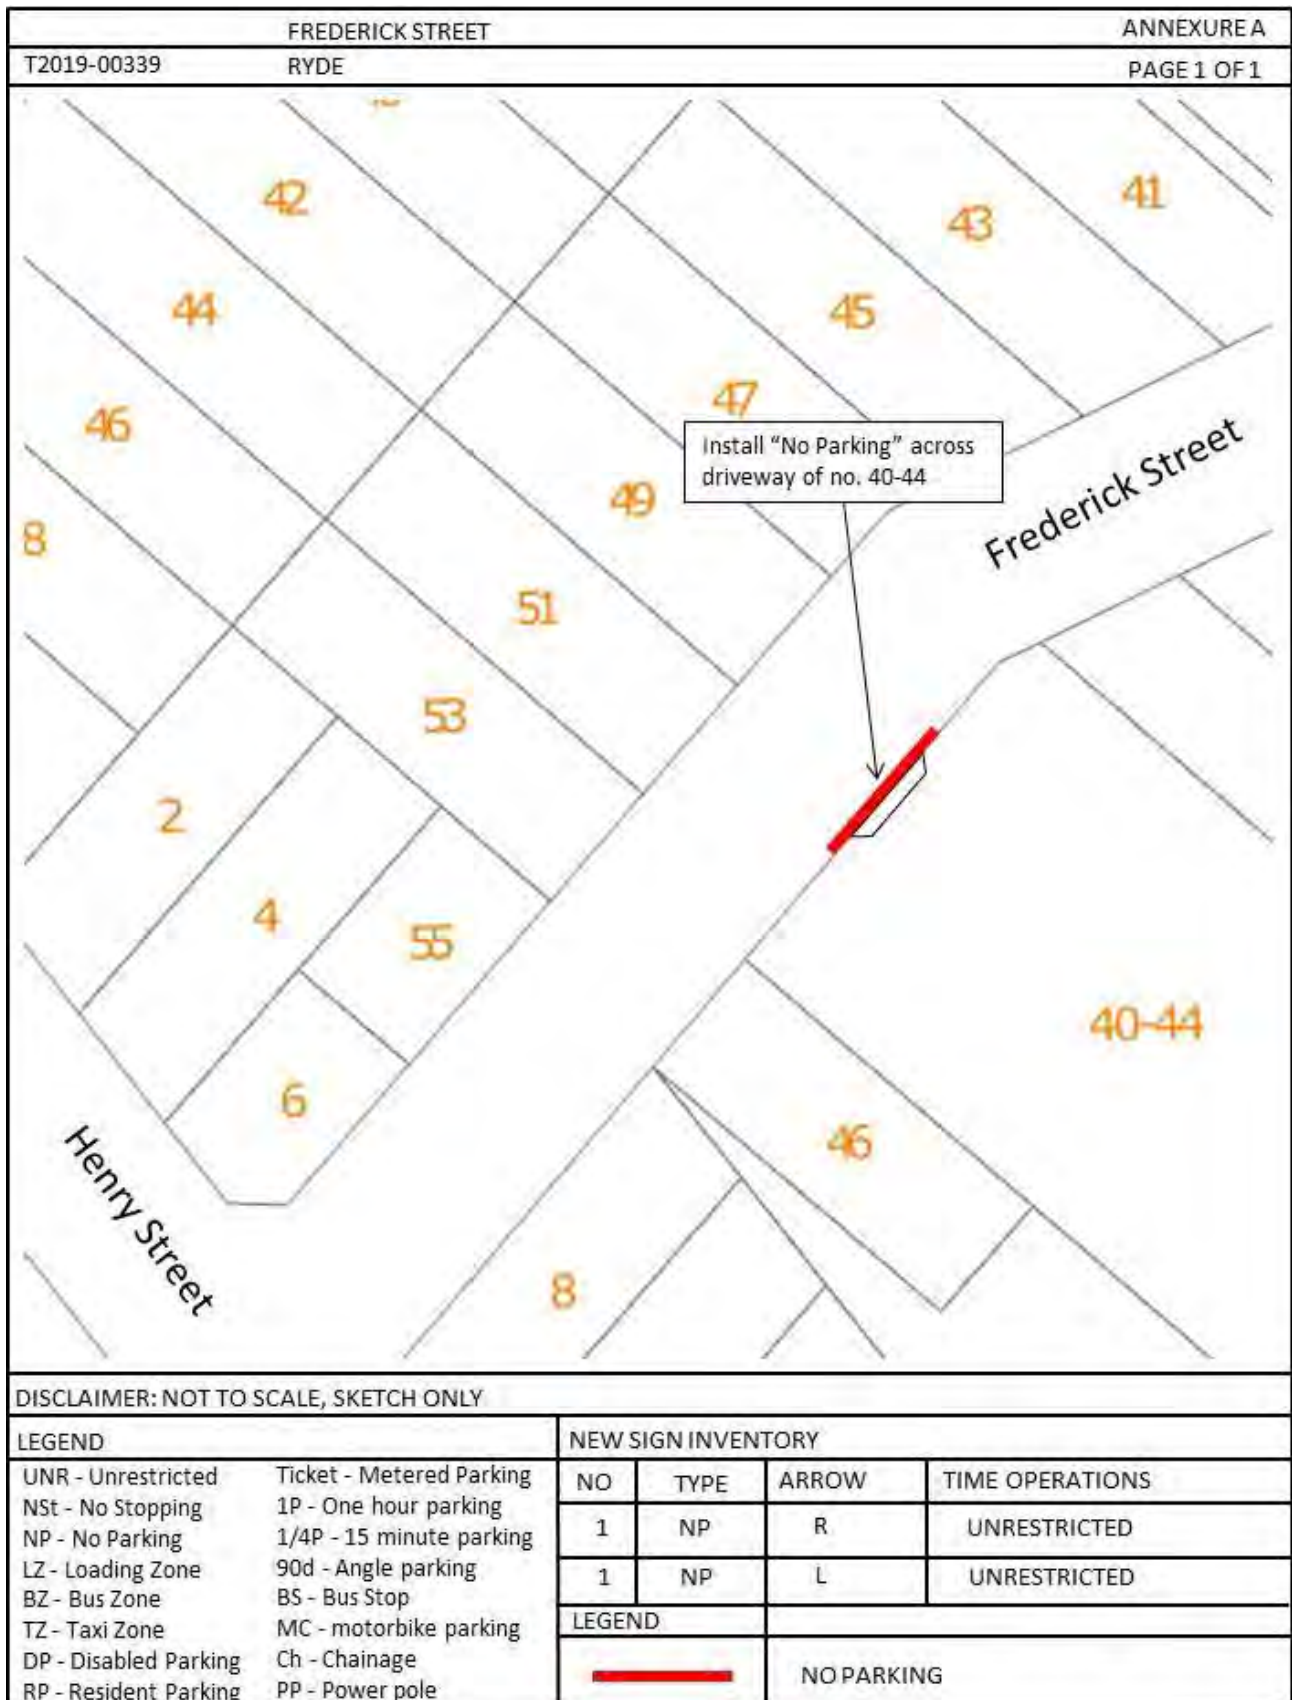 FREDERICK STREET ANNEXURE A
T2019-00339 RYDE PAGE 1 OF 1
42
43
41
44
45
46
47
Install “No Parking” across
driveway of no. 40-44
Frederick Street
49
8
51
53
2
4
55
40-44
6
46
Henry Street
8
DISCLAIMER: NOT TO SCALE, SKETCH ONLY
LEGEND
UNR - Unrestricted
NSt - No Stopping
NP - No Parking
LZ - Loading Zone
BZ - Bus Zone
TZ - Taxi Zone
DP - Disabled Parking
RP - Resident Parking
Ticket - Metered Parking
1P - One hour parking
1/4P - 15 minute parking
90d - Angle parking
BS - Bus Stop
MC - motorbike parking
Ch - Chainage
PP - Power pole
NEW SIGN INVENTORY
NO TYPE ARROW TIME OPERATIONS
1 NP R UNRESTRICTED
1 NP L UNRESTRICTED
LEGEND
NO PARKING